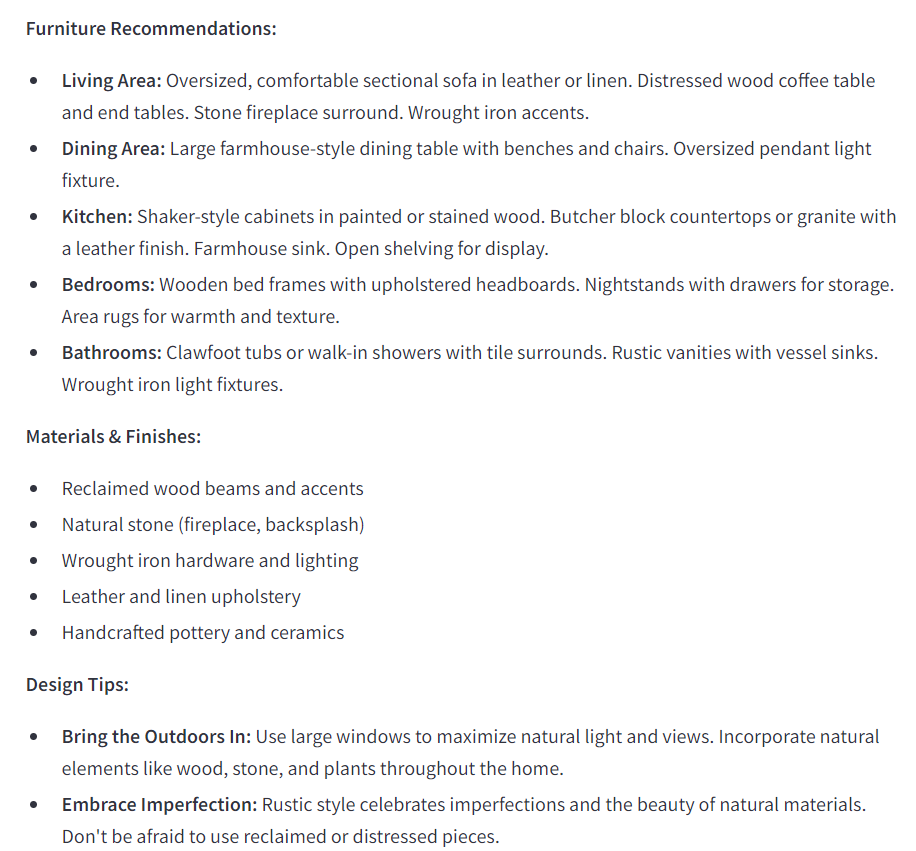 Furniture Recommendations:
Living Area: Oversized, comfortable sectional sofa in leather or linen. Distressed wood coffee table
and end tables. Stone fireplace surround. Wrought iron accents.
Dining Area: Large farmhouse-style dining table with benches and chairs. Oversized pendant light
fixture.
Kitchen: Shaker-style cabinets in painted or stained wood. Butcher block countertops or granite with
a leather finish. Farmhouse sink. Open shelving for display.
Bedrooms: Wooden bed frames with upholstered headboards. Nightstands with drawers for storage.
Area rugs for warmth and texture.
Bathrooms: Clawfoot tubs or walk-in showers with tile surrounds. Rustic vanities with vessel sinks.
Wrought iron light fixtures.
Materials & Finishes:
Reclaimed wood beams and accents
Natural stone (fireplace, backsplash)
Wrought iron hardware and lighting
Leather and linen upholstery
Handcrafted pottery and ceramics
Design Tips:
Bring the Outdoors In: Use large windows to maximize natural light and views. Incorporate natural
elements like wood, stone, and plants throughout the home.
Embrace Imperfection: Rustic style celebrates imperfections and the beauty of natural materials.
Don't be afraid to use reclaimed or distressed pieces.